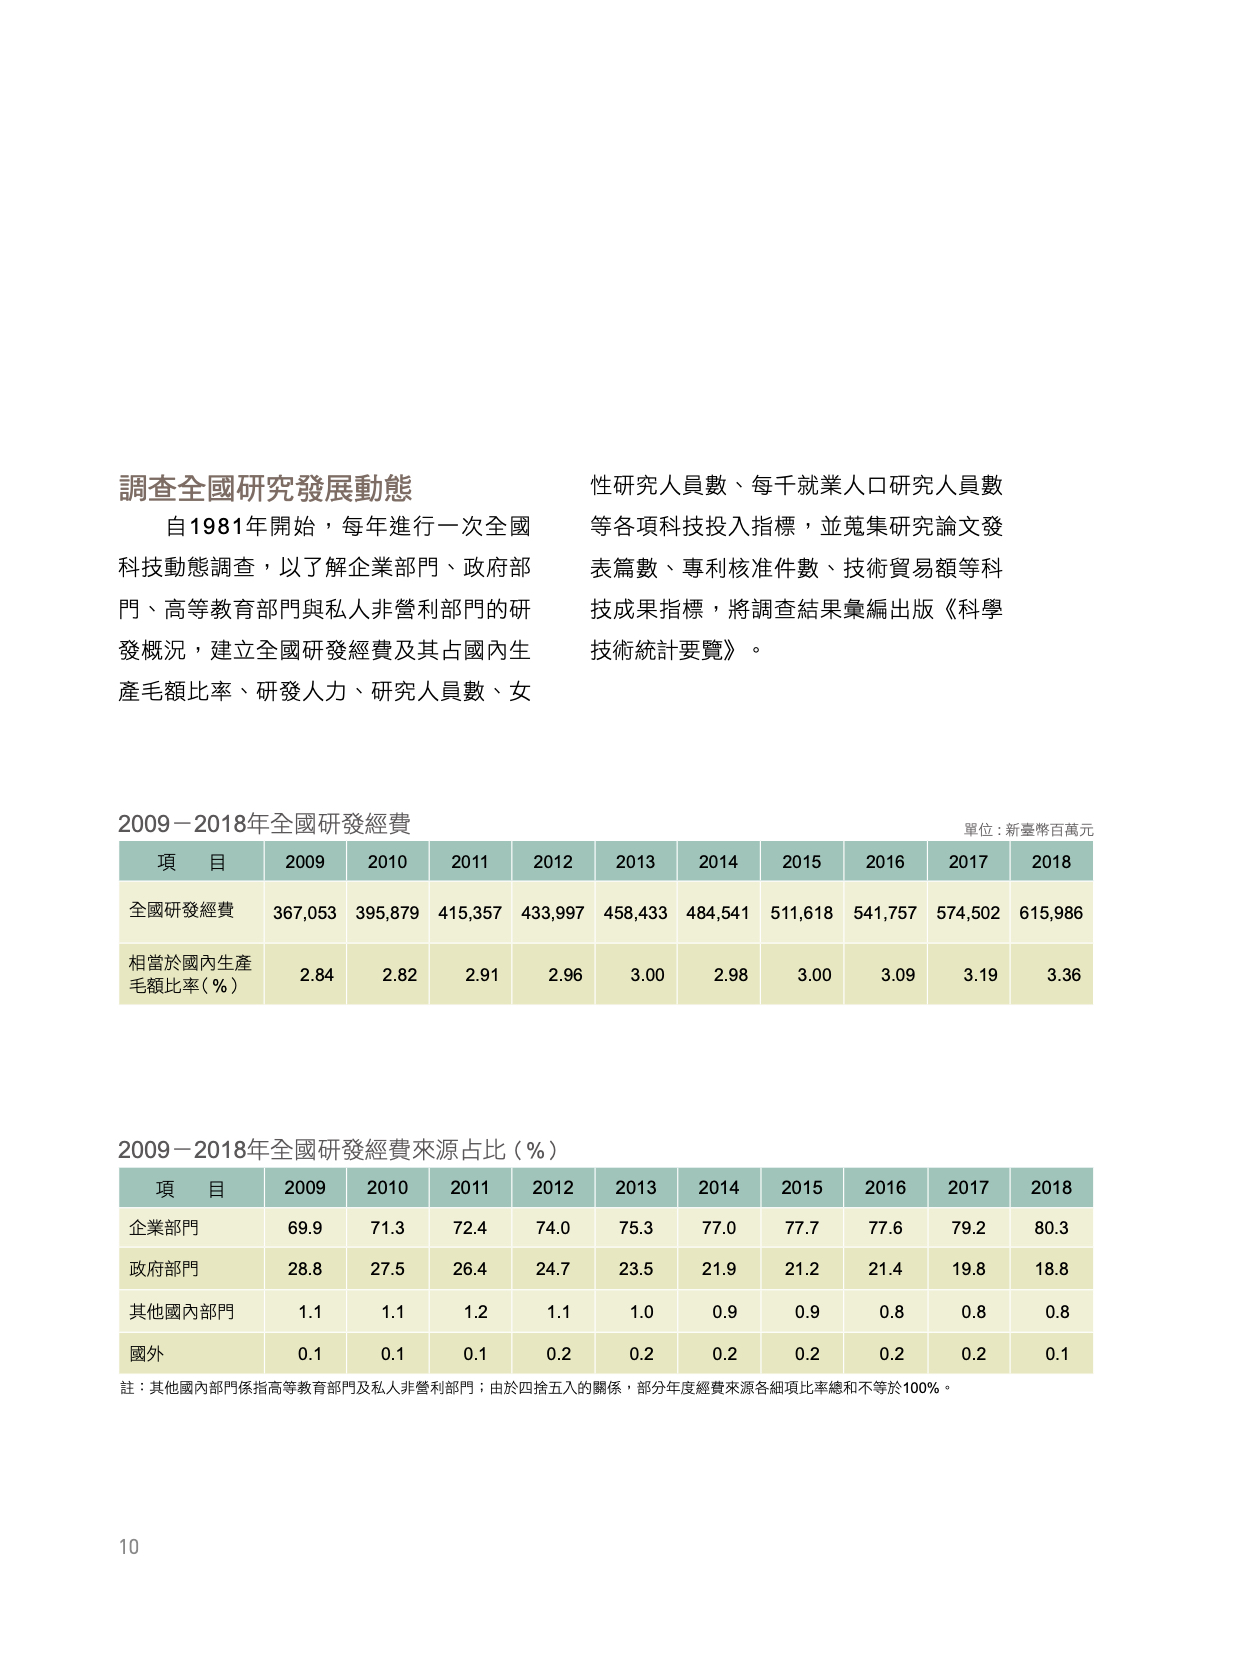 調查全國研究發展動態
自1981年開始，每年進行一次全國
科技動態調查，以了解企業部門、政府部
門、高等教育部門與私人非營利部門的研
發概況，建立全國研發經費及其占國內生
產毛額比率、研發人力、研究人員數、女
性研究人員數、每千就業人口研究人員數
等各項科技投入指標，並蒐集研究論文發
表篇數、專利核准件數、技術貿易額等科
技成果指標，將調查結果彙編出版《科學
技術統計要覽》。
2009－2018年全國研發經費
單位：新臺幣百萬元
項　目 2009 2010 2011 2012 2013 2014 2015 2016 2017 2018
全國研發經費 367,053 395,879 415,357 433,997 458,433 484,541 511,618 541,757 574,502 615,986
相當於國內生產
毛額比率（%） 2.84 2.82 2.91 2.96 3.00 2.98 3.00 3.09 3.19 3.36
2009－2018年全國研發經費來源占比（%）
項　目 2009 2010 2011 2012 2013 2014 2015 2016 2017 2018
企業部門 69.9 71.3 72.4 74.0 75.3 77.0 77.7 77.6 79.2 80.3
政府部門 28.8 27.5 26.4 24.7 23.5 21.9 21.2 21.4 19.8 18.8
其他國內部門 1.1 1.1 1.2 1.1 1.0 0.9 0.9 0.8 0.8 0.8
國外 0.1 0.1 0.1 0.2 0.2 0.2 0.2 0.2 0.2 0.1
註：其他國內部門係指高等教育部門及私人非營利部門；由於四捨五入的關係，部分年度經費來源各細項比率總和不等於100%。
10